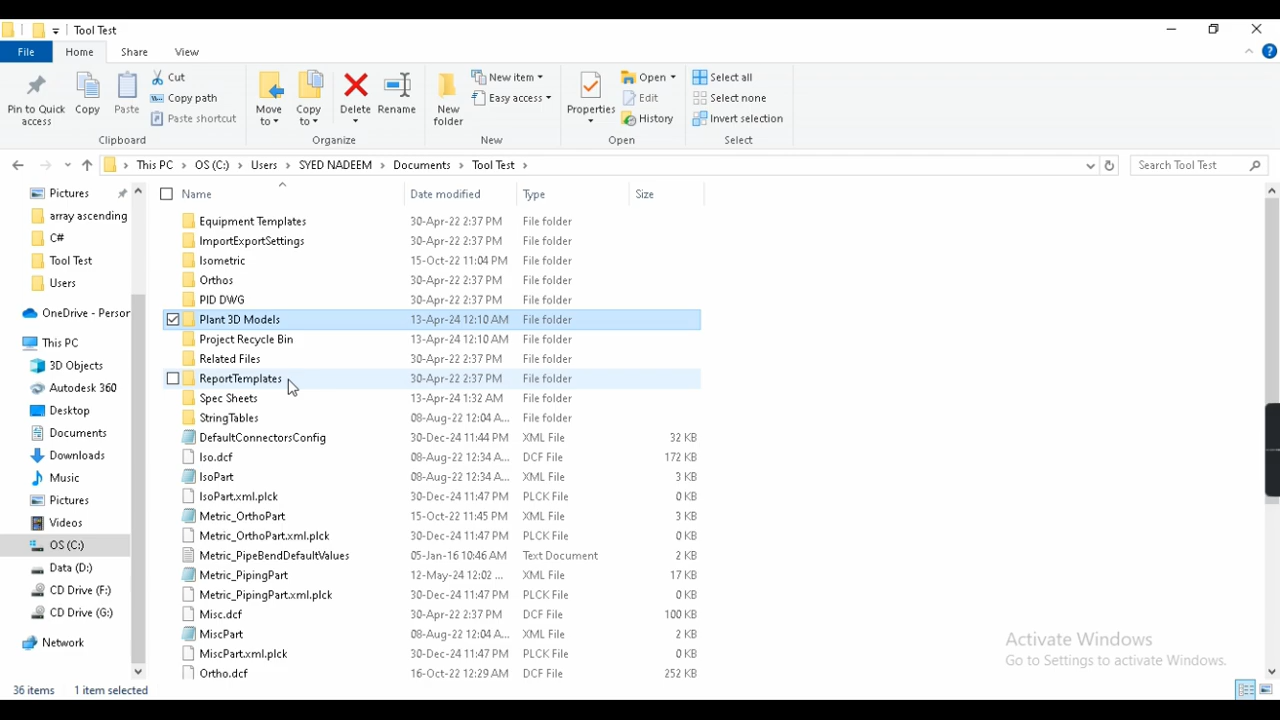 Tool Test
File Home Share View
Pin to Quick access
Copy
Paste
Cut
Copy path
Paste shortcut
Clipboard
Move to
Copy to
Delete
Rename
Organize
New folder
New item
Easy access
New
Properties
Open
Edit
History
Open
Select all
Select none
Invert selection
Select
This PC › OS (C:) › Users › SYED NADEEM › Documents › Tool Test ›
Search Tool Test
Pictures
array ascending
C#
Tool Test
Users
OneDrive - Person
This PC
3D Objects
Autodesk 360
Desktop
Documents
Downloads
Music
Pictures
Videos
OS (C:)
Data (D:)
CD Drive (F:)
CD Drive (G:)
Network
Name Date modified Type Size
Equipment Templates 30-Apr-22 2:37 PM File folder
ImportExportSettings 30-Apr-22 2:37 PM File folder
Isometric 15-Oct-22 11:04 PM File folder
Orthos 30-Apr-22 2:37 PM File folder
PID DWG 30-Apr-22 2:37 PM File folder
Plant 3D Models 13-Apr-24 12:10 AM File folder
Project Recycle Bin 13-Apr-24 12:10 AM File folder
Related Files 30-Apr-22 2:37 PM File folder
ReportTemplates 30-Apr-22 2:37 PM File folder
Spec Sheets 13-Apr-24 1:32 AM File folder
StringTables 08-Aug-22 12:04 A... File folder
DefaultConnectorsConfig 30-Dec-24 11:44 PM XML File 32 KB
Iso.dcf 08-Aug-22 12:34 A... DCF File 172 KB
IsoPart 08-Aug-22 12:34 A... XML File 3 KB
IsoPart.xml.plck 30-Dec-24 11:47 PM PLCK File 0 KB
Metric_OrthoPart 15-Oct-22 11:45 PM XML File 3 KB
Metric_OrthoPart.xml.plck 30-Dec-24 11:47 PM PLCK File 0 KB
Metric_PipeBendDefaultValues 05-Jan-16 10:46 AM Text Document 2 KB
Metric_PipingPart 12-May-24 12:02 ... XML File 17 KB
Metric_PipingPart.xml.plck 30-Dec-24 11:47 PM PLCK File 0 KB
Misc.dcf 30-Apr-22 2:37 PM DCF File 100 KB
MiscPart 08-Aug-22 12:04 A... XML File 2 KB
MiscPart.xml.plck 30-Dec-24 11:47 PM PLCK File 0 KB
Ortho.dcf 16-Oct-22 12:29 AM DCF File 252 KB
Activate Windows
Go to Settings to activate Windows.
36 items 1 item selected